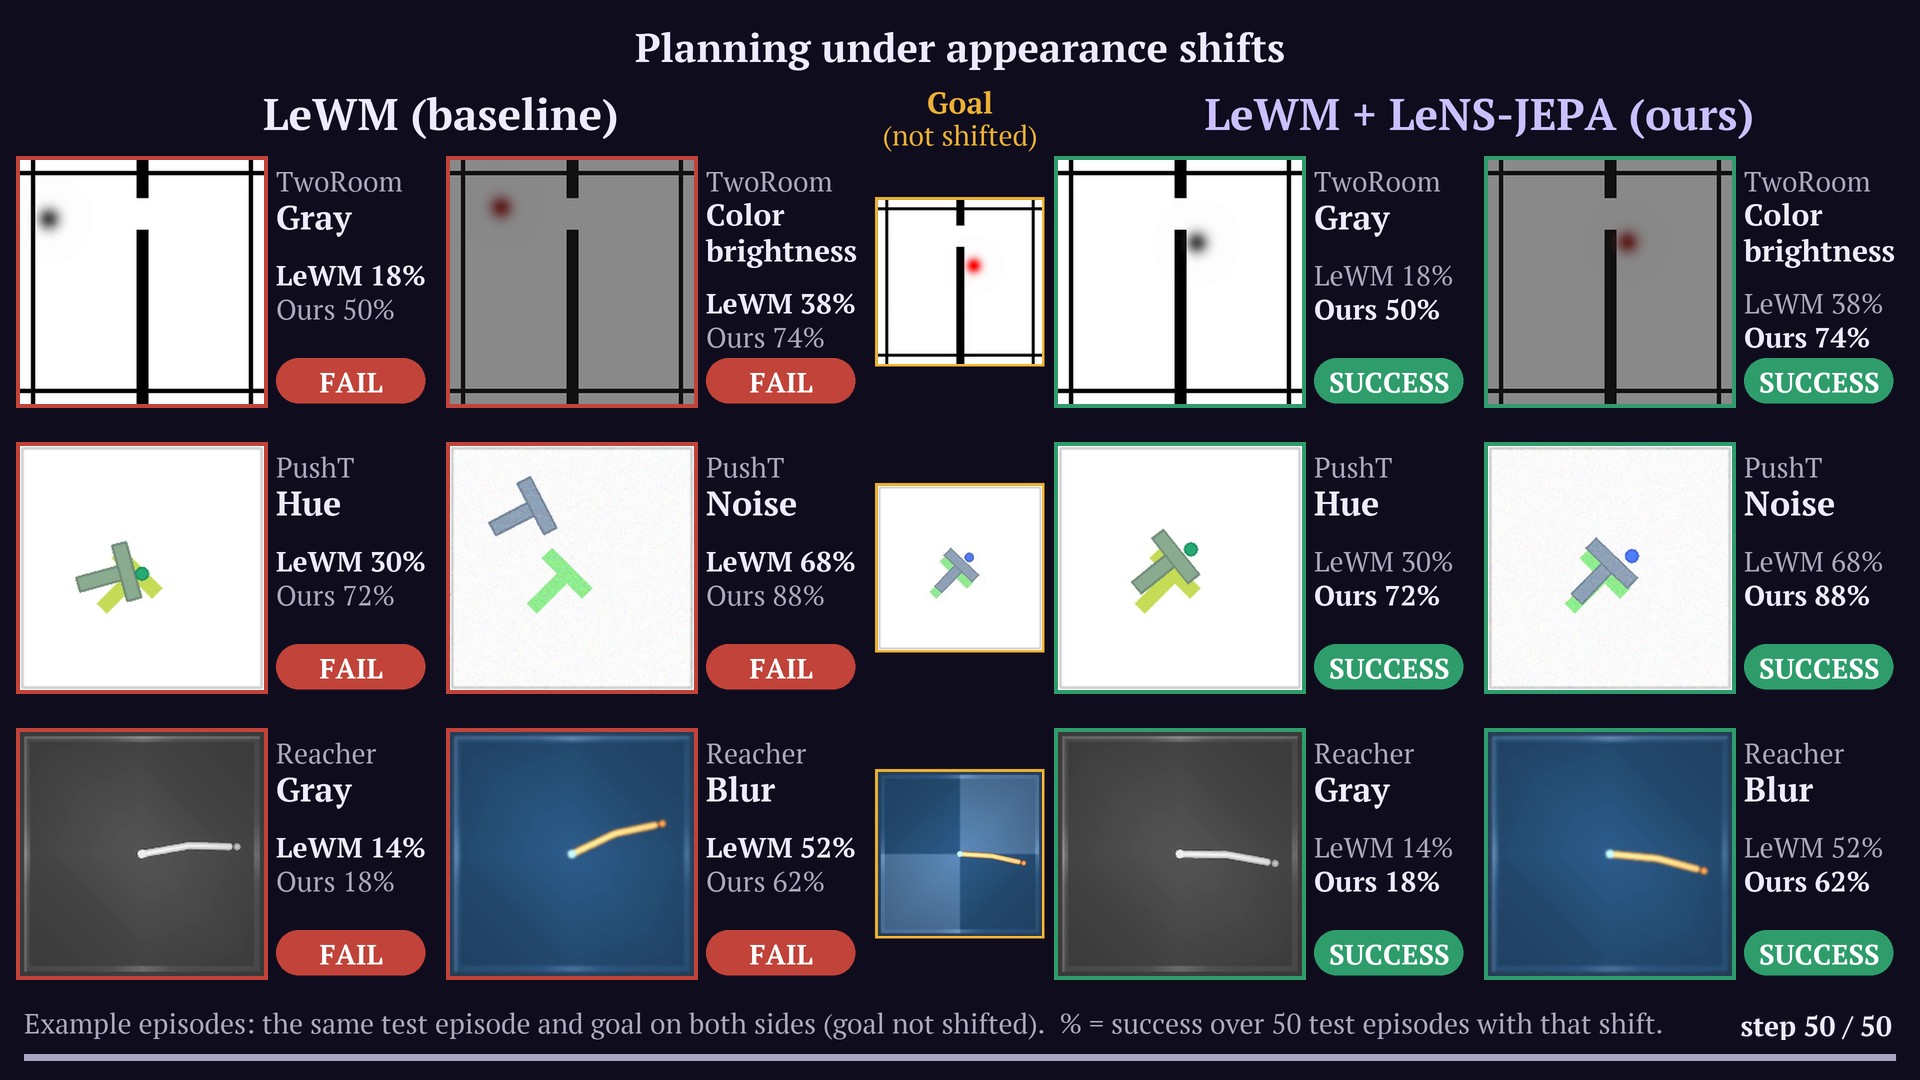 Planning under appearance shifts
LeWM (baseline)
Goal
(not shifted)
LeWM + LeNS-JEPA (ours)
TwoRoom
Gray
LeWM 18%
Ours 50%
FAIL
TwoRoom
Color
brightness
LeWM 38%
Ours 74%
FAIL
TwoRoom
Gray
LeWM 18%
Ours 50%
SUCCESS
TwoRoom
Color
brightness
LeWM 38%
Ours 74%
SUCCESS
PushT
Hue
LeWM 30%
Ours 72%
FAIL
PushT
Noise
LeWM 68%
Ours 88%
FAIL
PushT
Hue
LeWM 30%
Ours 72%
SUCCESS
PushT
Noise
LeWM 68%
Ours 88%
SUCCESS
Reacher
Gray
LeWM 14%
Ours 18%
FAIL
Reacher
Blur
LeWM 52%
Ours 62%
FAIL
Reacher
Gray
LeWM 14%
Ours 18%
SUCCESS
Reacher
Blur
LeWM 52%
Ours 62%
SUCCESS
Example episodes: the same test episode and goal on both sides (goal not shifted).  % = success over 50 test episodes with that shift.
step 50 / 50